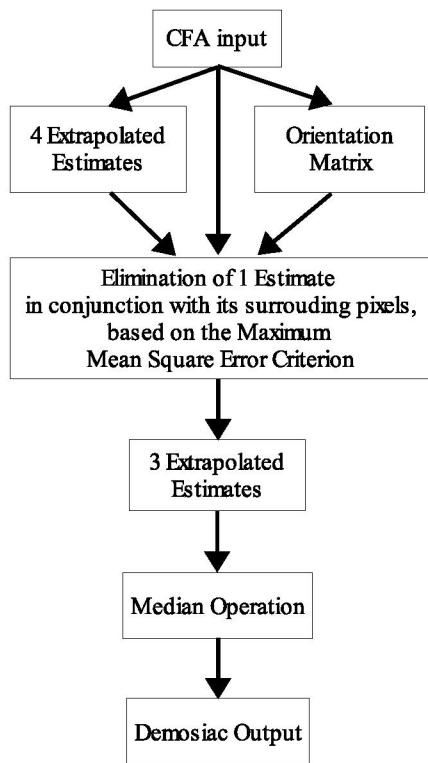 CFA input
4 Extrapolated
Estimates
Orientation
Matrix
Elimination of 1 Estimate
in conjunction with its surrouding pixels,
based on the Maximum
Mean Square Error Criterion
3 Extrapolated
Estimates
Median Operation
Demosiac Output